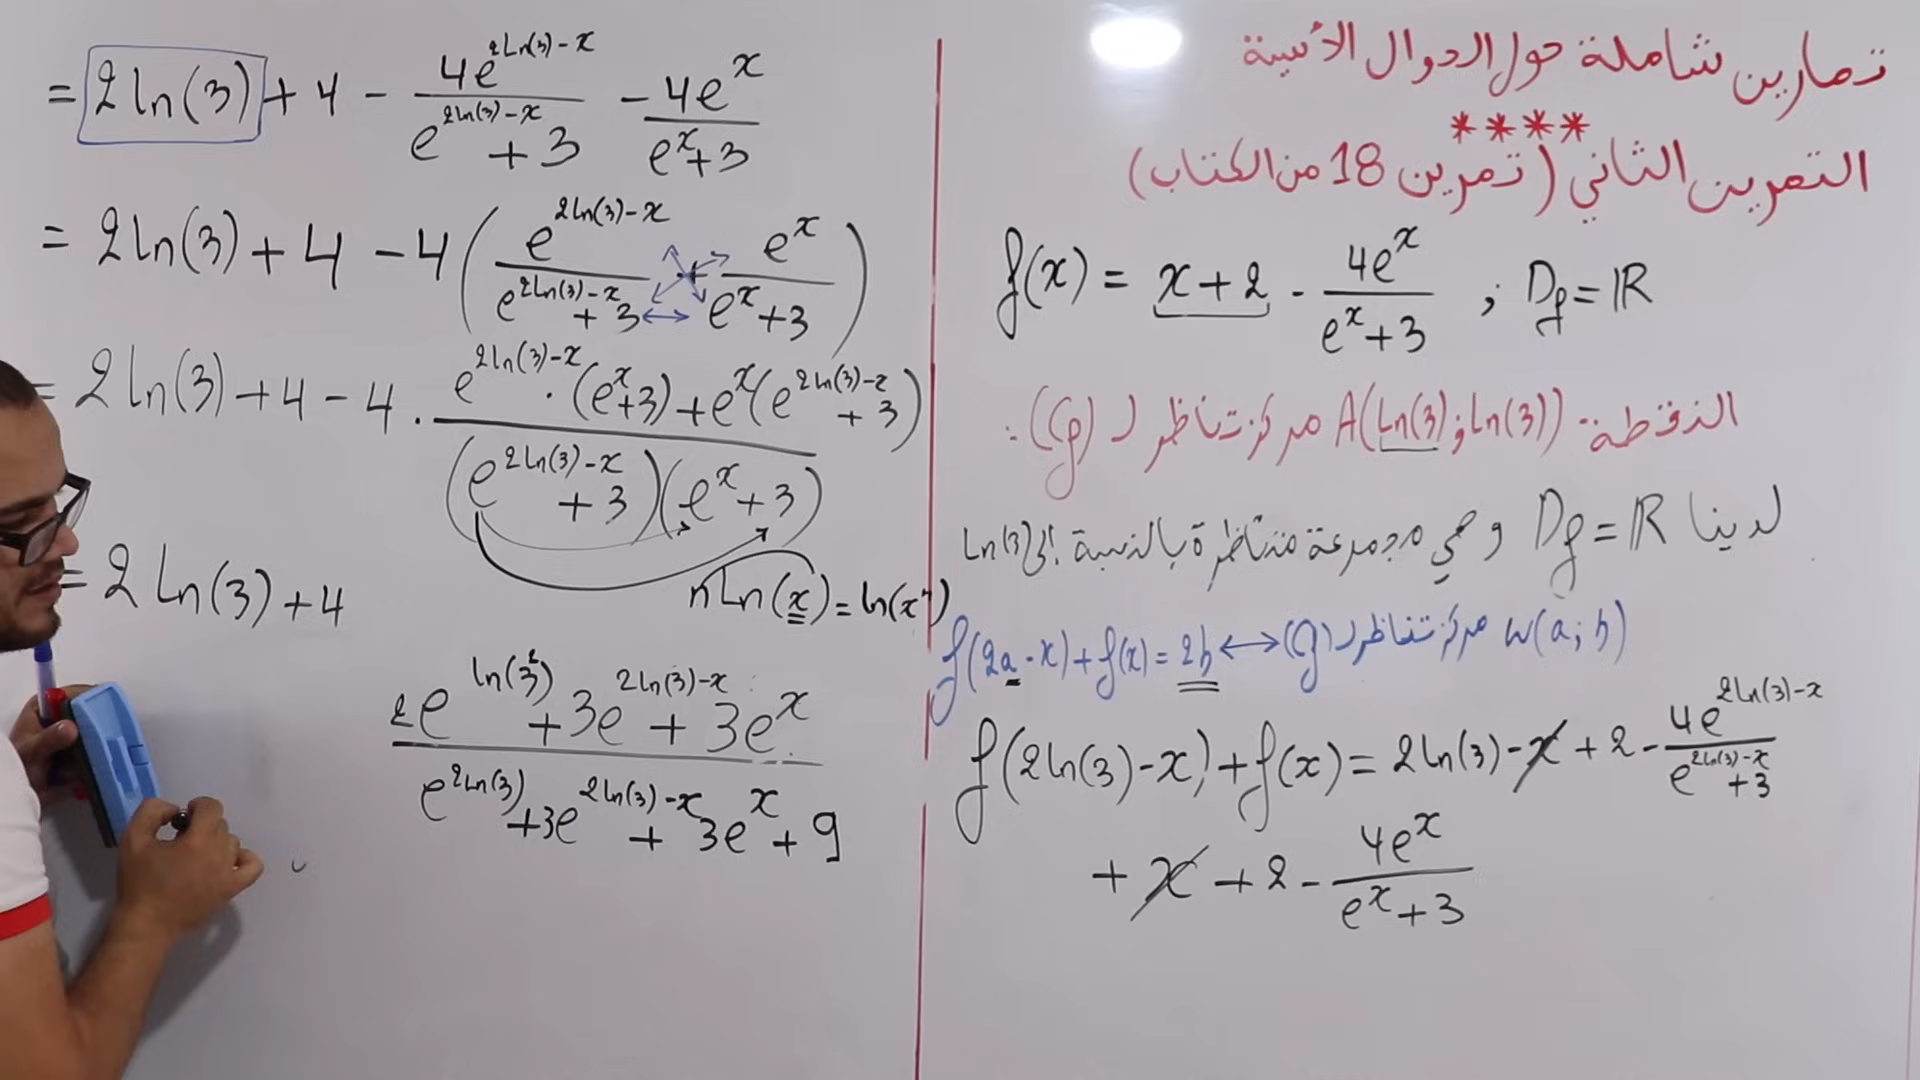 تمارين شاملة حول الدوال الأسية
****
التمرين الثاني (تمرين 18 من الكتاب)
f(x) = x+2 - 4e^x/(e^x+3) ; Df = ℝ
النقطة A(ln(3); ln(3)) مركز تناظر لـ (Cf):
لدينا Df = ℝ و هي مجموعة متناظرة بالنسبة إلى ln(3)
w(a; b) مركز تناظر لـ (Cf) ⟷ f(2a-x)+f(x) = 2b
f(2ln(3)-x)+f(x) = 2ln(3)-x+2 - 4e^(2ln(3)-x)/(e^(2ln(3)-x)+3)
+ x + 2 - 4e^x/(e^x+3)
= 2ln(3) + 4 - 4e^(2ln(3)-x)/(e^(2ln(3)-x)+3) - 4e^x/(e^x+3)
= 2ln(3) + 4 - 4(e^(2ln(3)-x)/(e^(2ln(3)-x)+3) + e^x/(e^x+3))
= 2ln(3)+4-4 . (e^(2ln(3)-x).(e^x+3)+e^x(e^(2ln(3)-x)+3))/((e^(2ln(3)-x)+3)(e^x+3))
nln(x) = ln(x^n)
= 2ln(3)+4
(2e^(ln(3²)) + 3e^(2ln(3)-x) + 3e^x)/(e^(2ln(3)) + 3e^(2ln(3)-x) + 3e^x + 9)